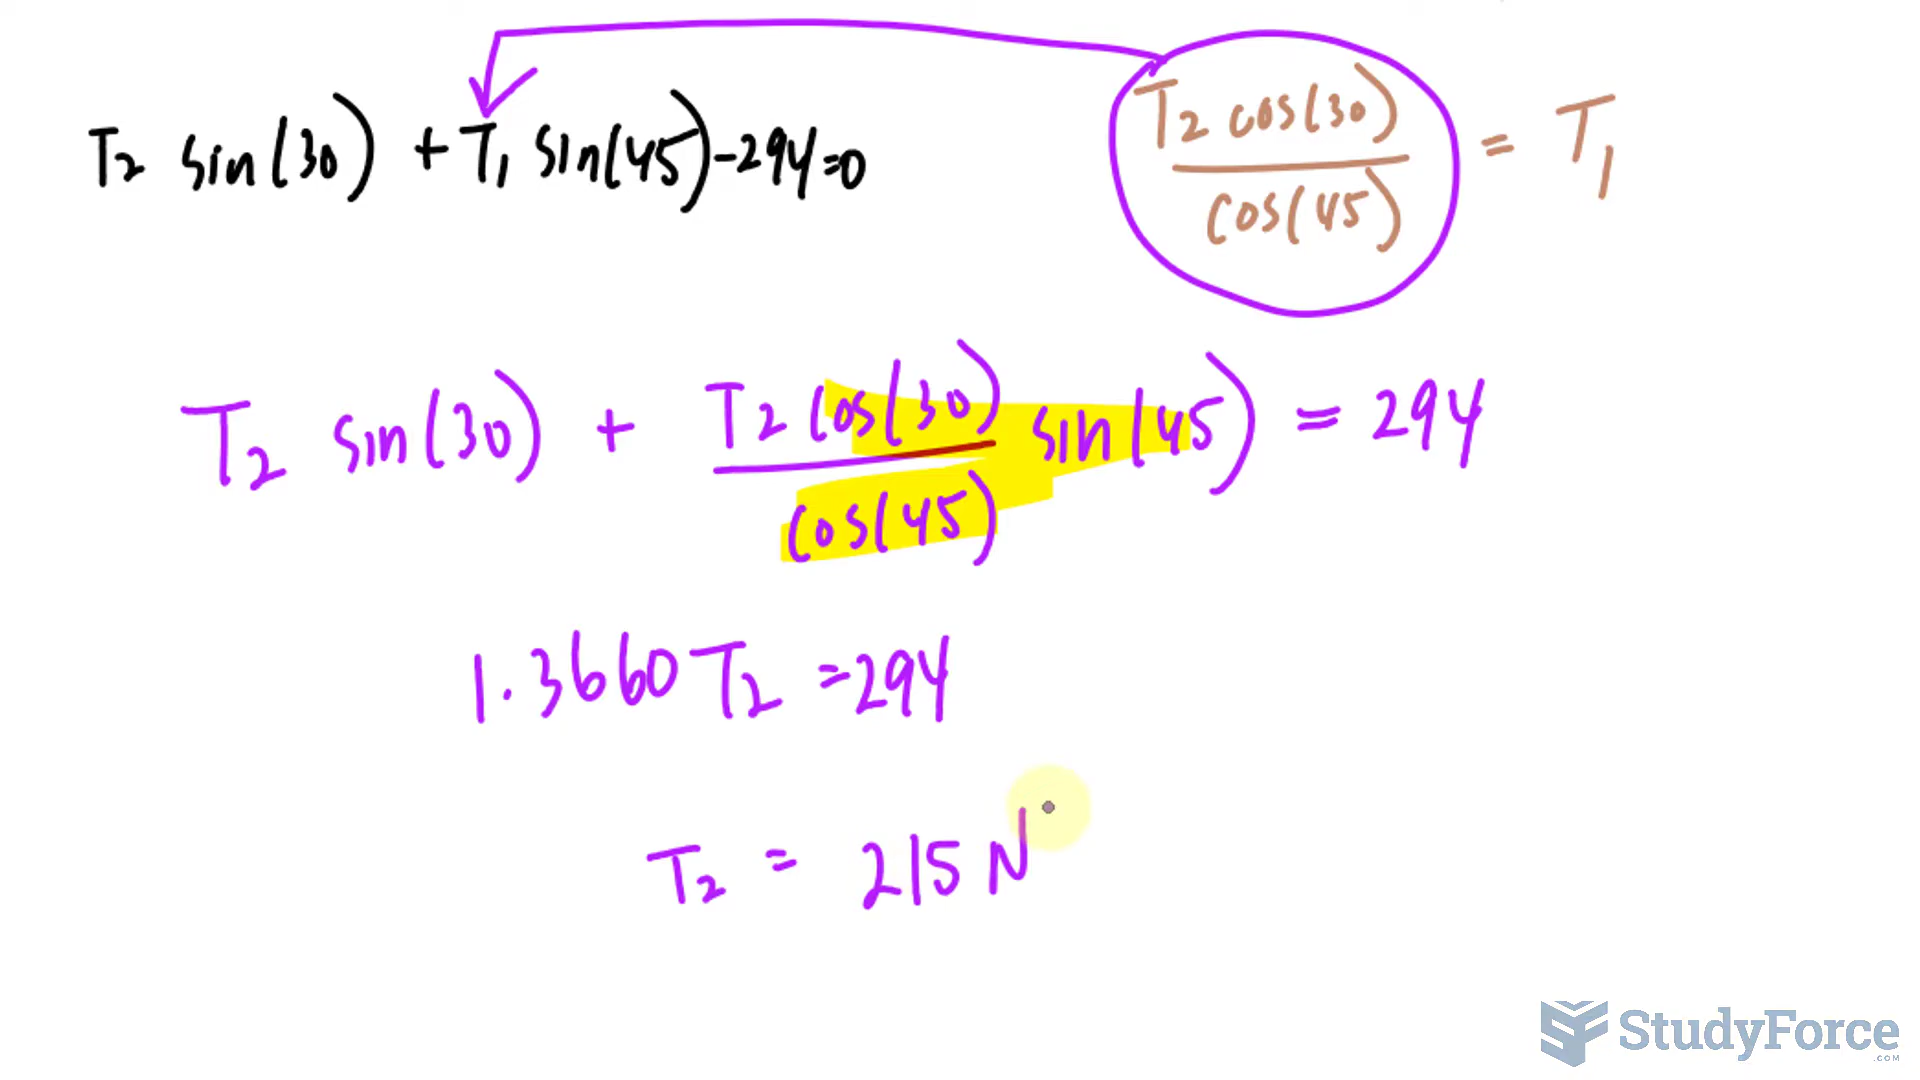 T₂ sin(30) + T₁ sin(45) - 294 = 0
T₂ cos(30) / cos(45) = T₁
T₂ sin(30) + T₂ cos(30) / cos(45) sin(45) = 294
1.3660 T₂ = 294
T₂ = 215 N
StudyForce
.COM